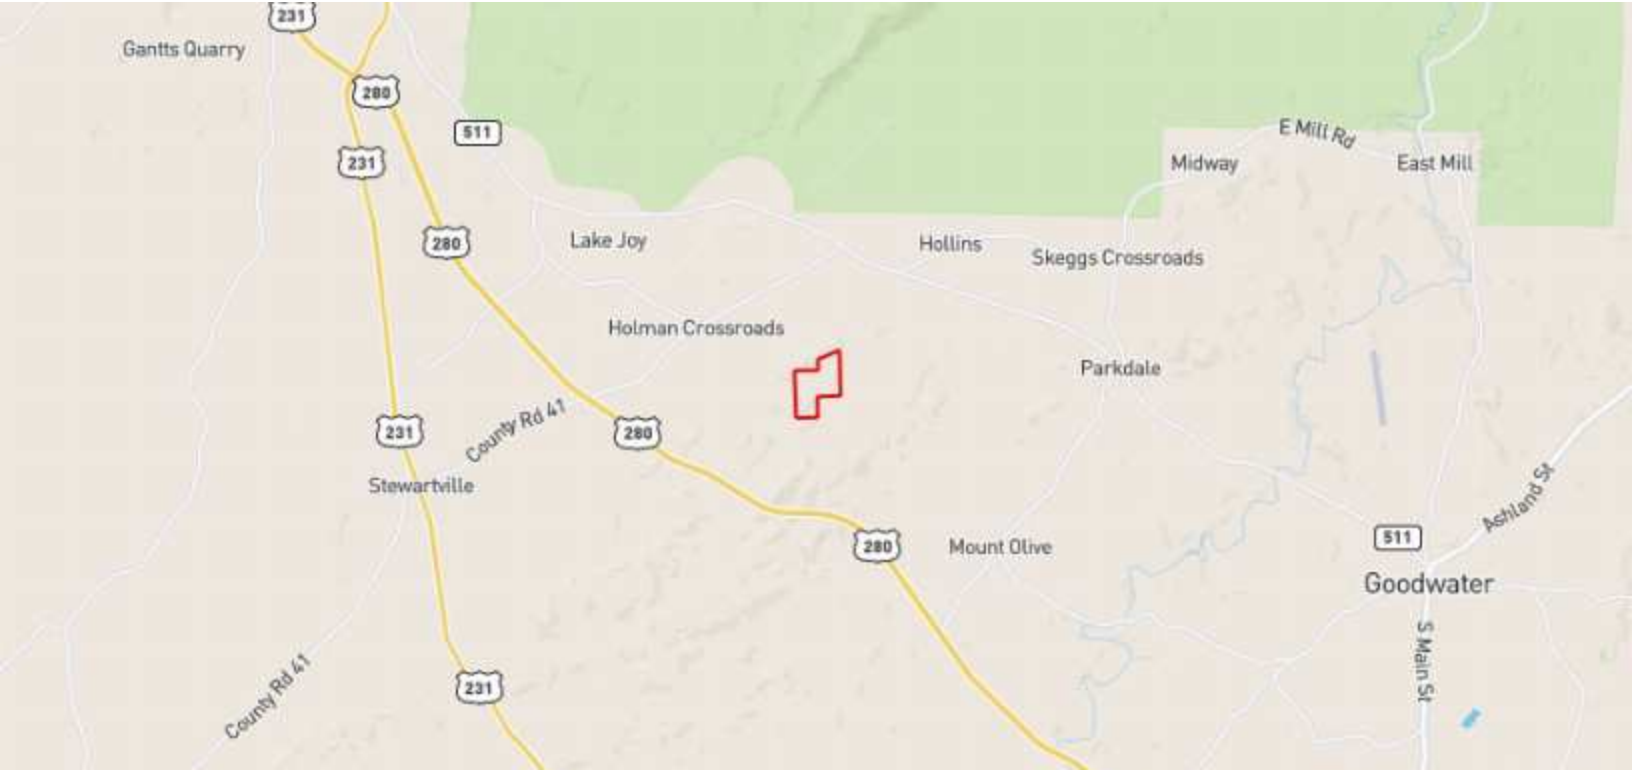 231
Gantts Quarry
280
511
E Mill Rd
231
Midway
East Mill
280
Lake Joy
Hollins
Skeggs Crossroads
Holman Crossroads
Parkdale
County Rd 41
231
280
Stewartville
Ashland St
511
280
Mount Olive
Goodwater
S Main St
County Rd 41
231